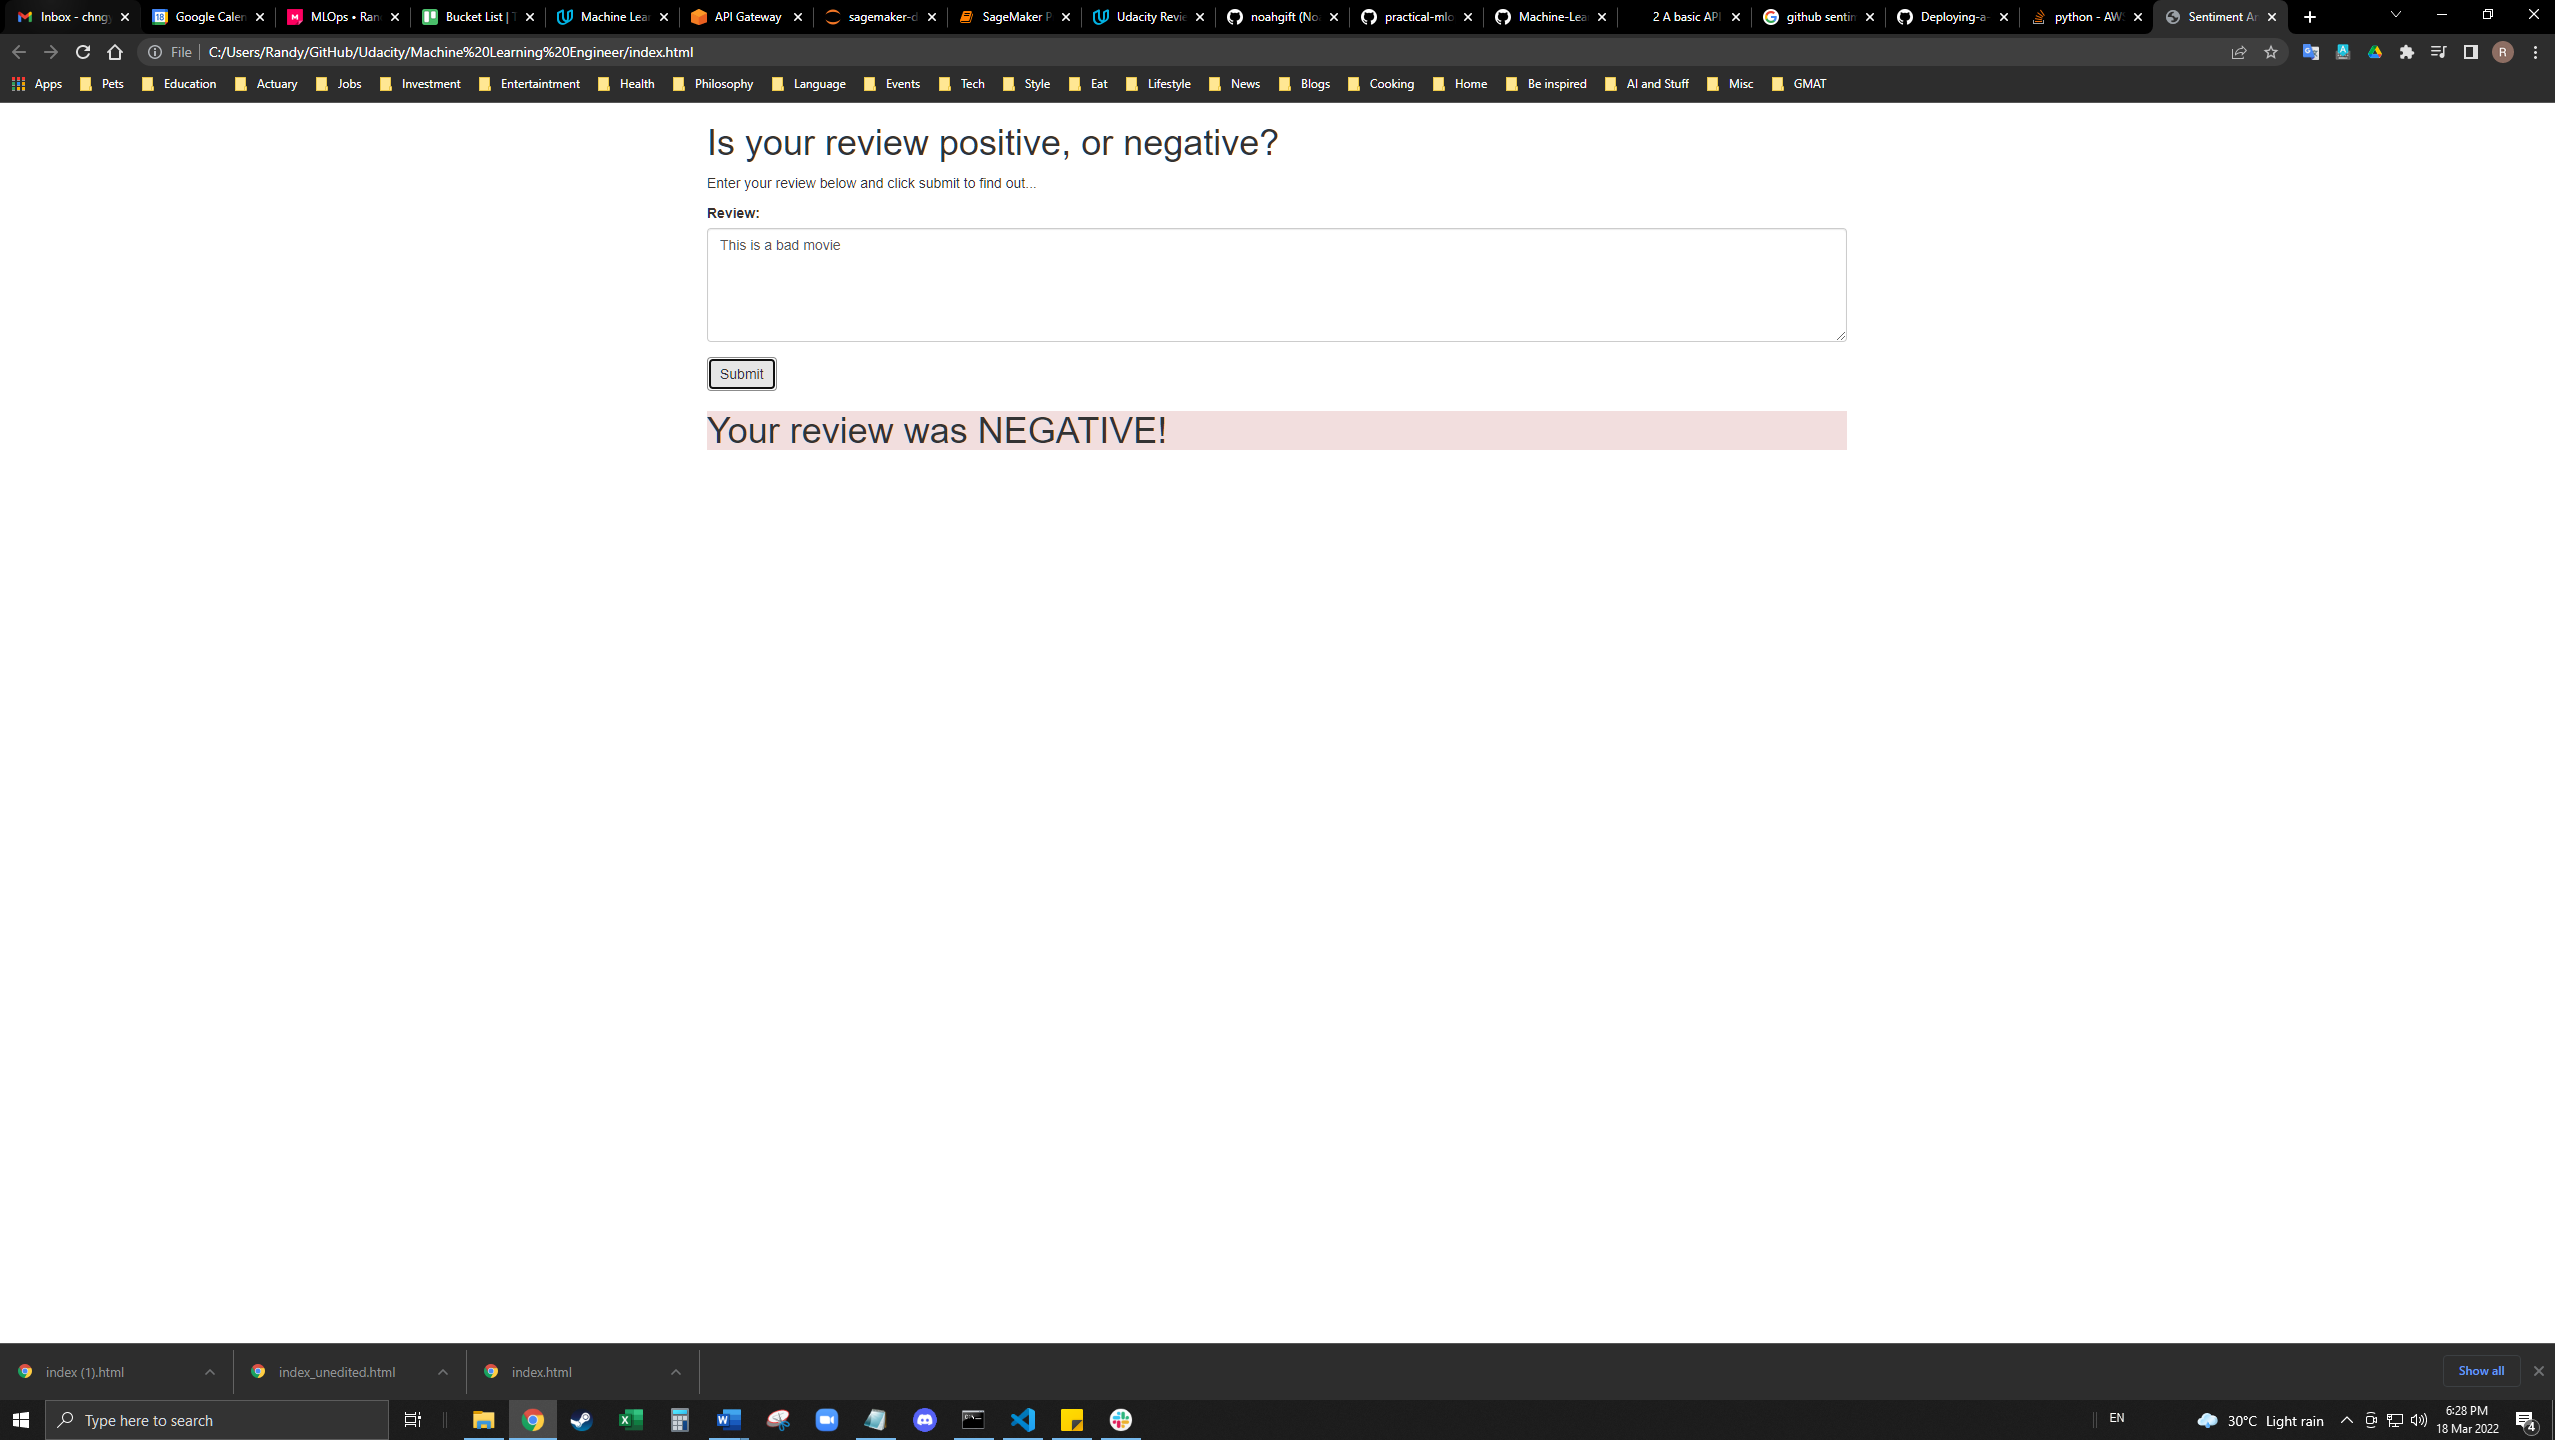 Inbox - chng
Google Calen
MLOps • Ran
Bucket List | T
Machine Lear
API Gateway
sagemaker-d
SageMaker P
Udacity Revie
noahgift (No
practical-mlo
Machine-Lea
2 A basic API
github sentim
Deploying-a-
python - AW
Sentiment An
File
C:/Users/Randy/GitHub/Udacity/Machine%20Learning%20Engineer/index.html
R
Apps
Pets
Education
Actuary
Jobs
Investment
Entertaintment
Health
Philosophy
Language
Events
Tech
Style
Eat
Lifestyle
News
Blogs
Cooking
Home
Be inspired
AI and Stuff
Misc
GMAT
Is your review positive, or negative?
Enter your review below and click submit to find out...
Review:
This is a bad movie
Submit
Your review was NEGATIVE!
index (1).html
index_unedited.html
index.html
Show all
Type here to search
EN
30°C Light rain
6:28 PM
18 Mar 2022
4